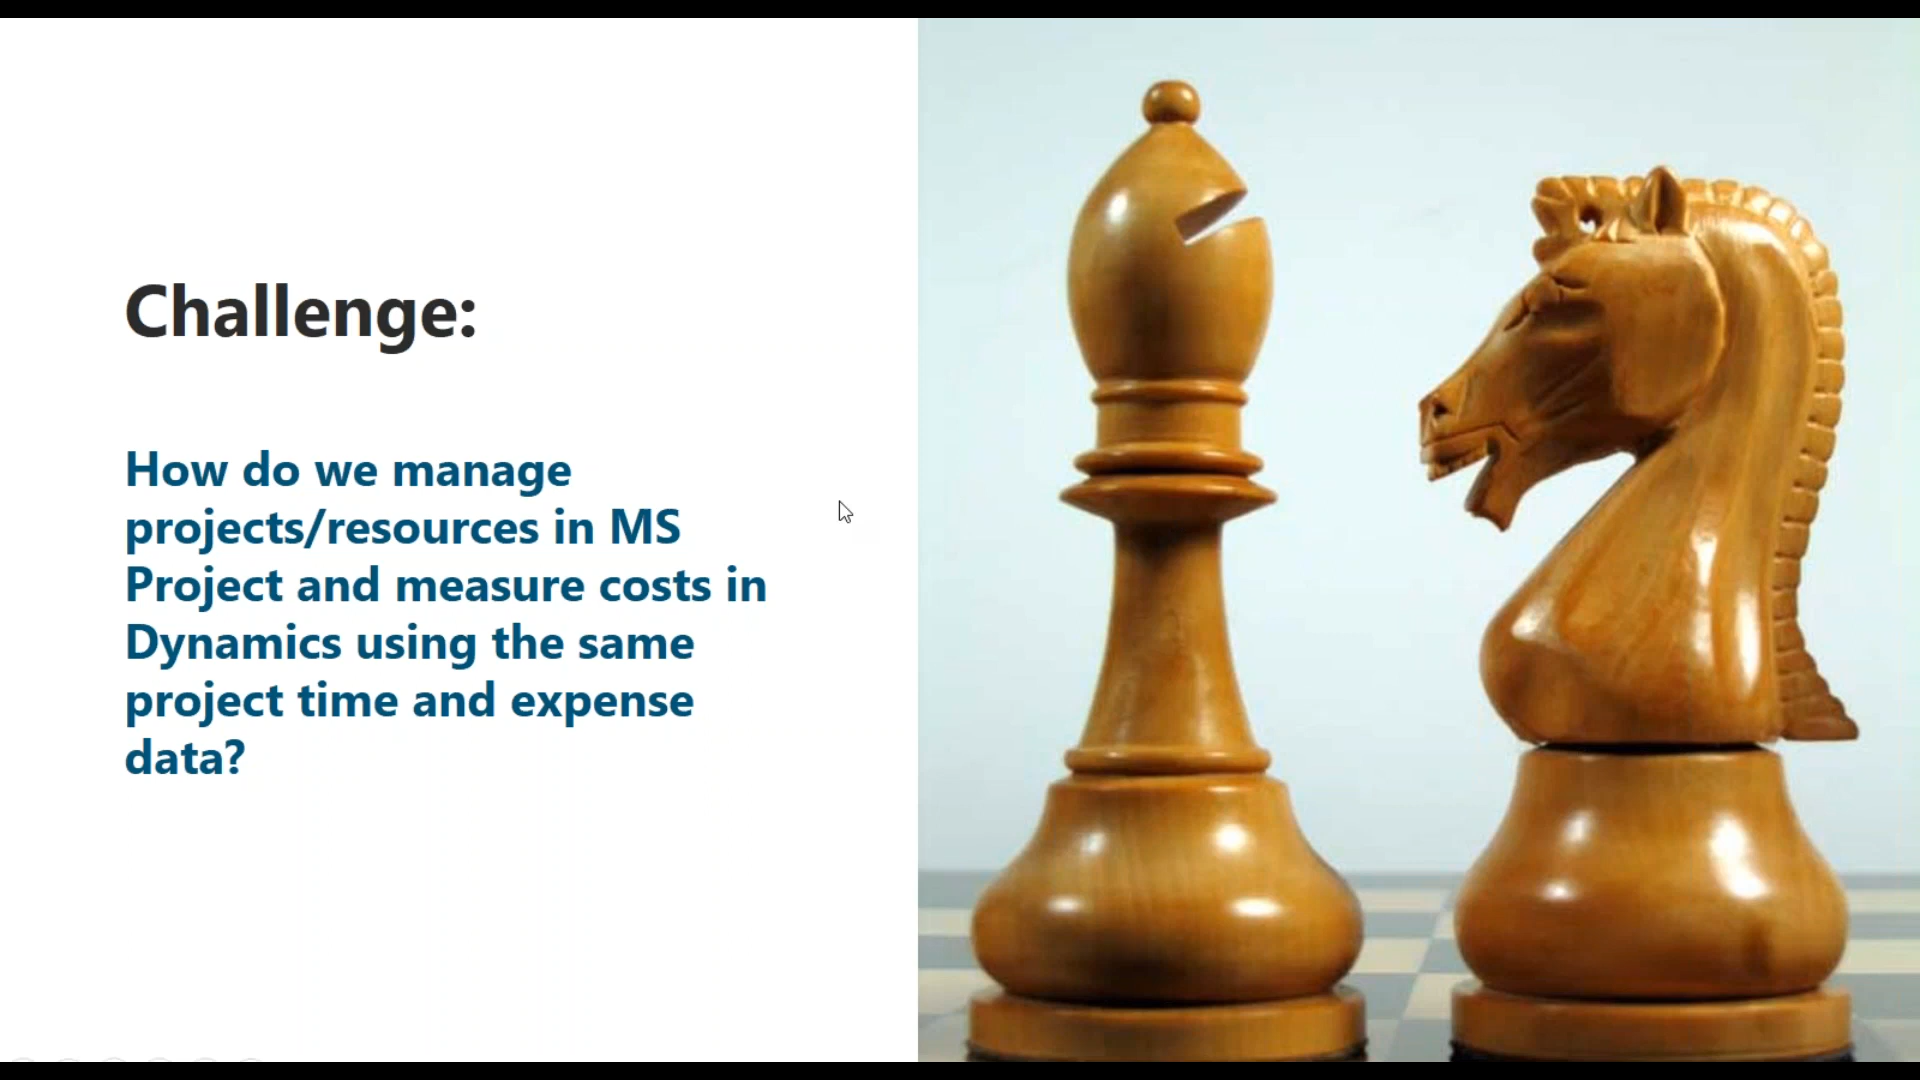 Challenge:
How do we manage
projects/resources in MS
Project and measure costs in
Dynamics using the same
project time and expense
data?